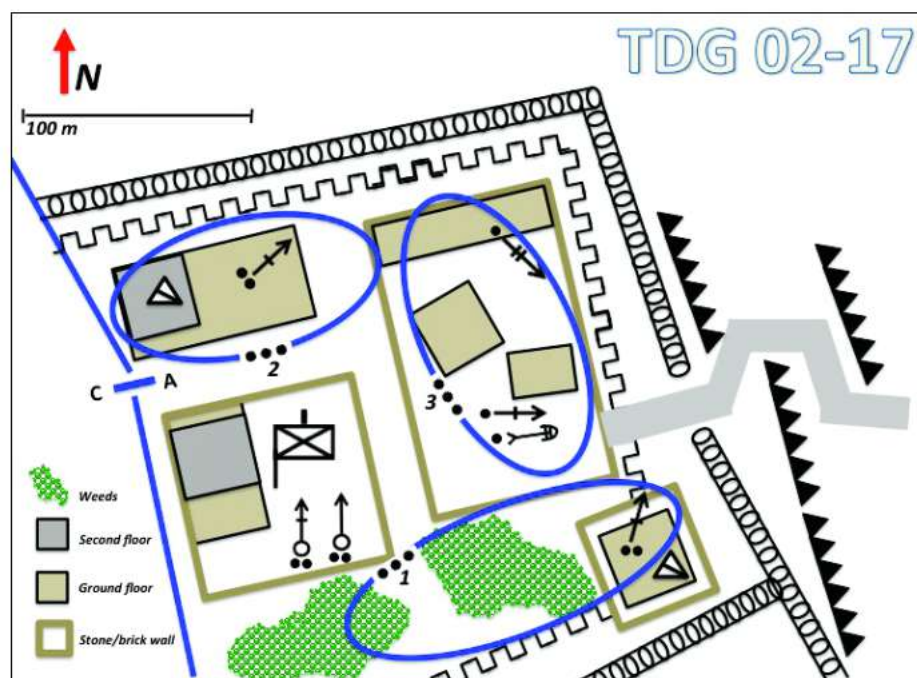 TDG 02-17
N
100 m
2
C A
3
1
Weeds
Second floor
Ground floor
Stone/brick wall